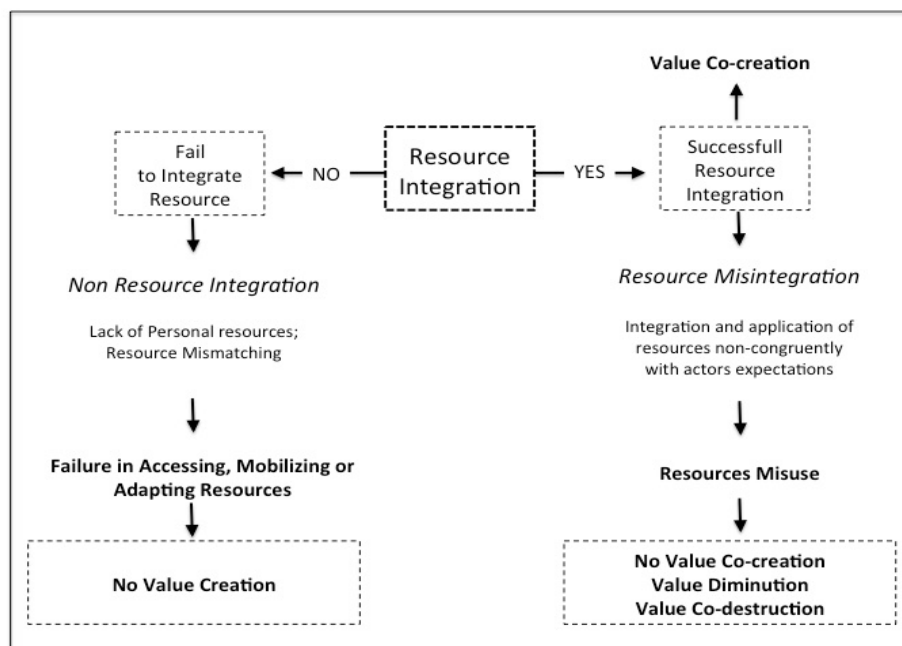 Value Co-creation
Fail
to Integrate
Resource
NO
Resource
Integration
YES
Successfull
Resource
Integration
Non Resource Integration
Lack of Personal resources;
Resource Mismatching
Failure in Accessing, Mobilizing or
Adapting Resources
No Value Creation
Resource Misintegration
Integration and application of
resources non-congruently
with actors expectations
Resources Misuse
No Value Co-creation
Value Diminution
Value Co-destruction